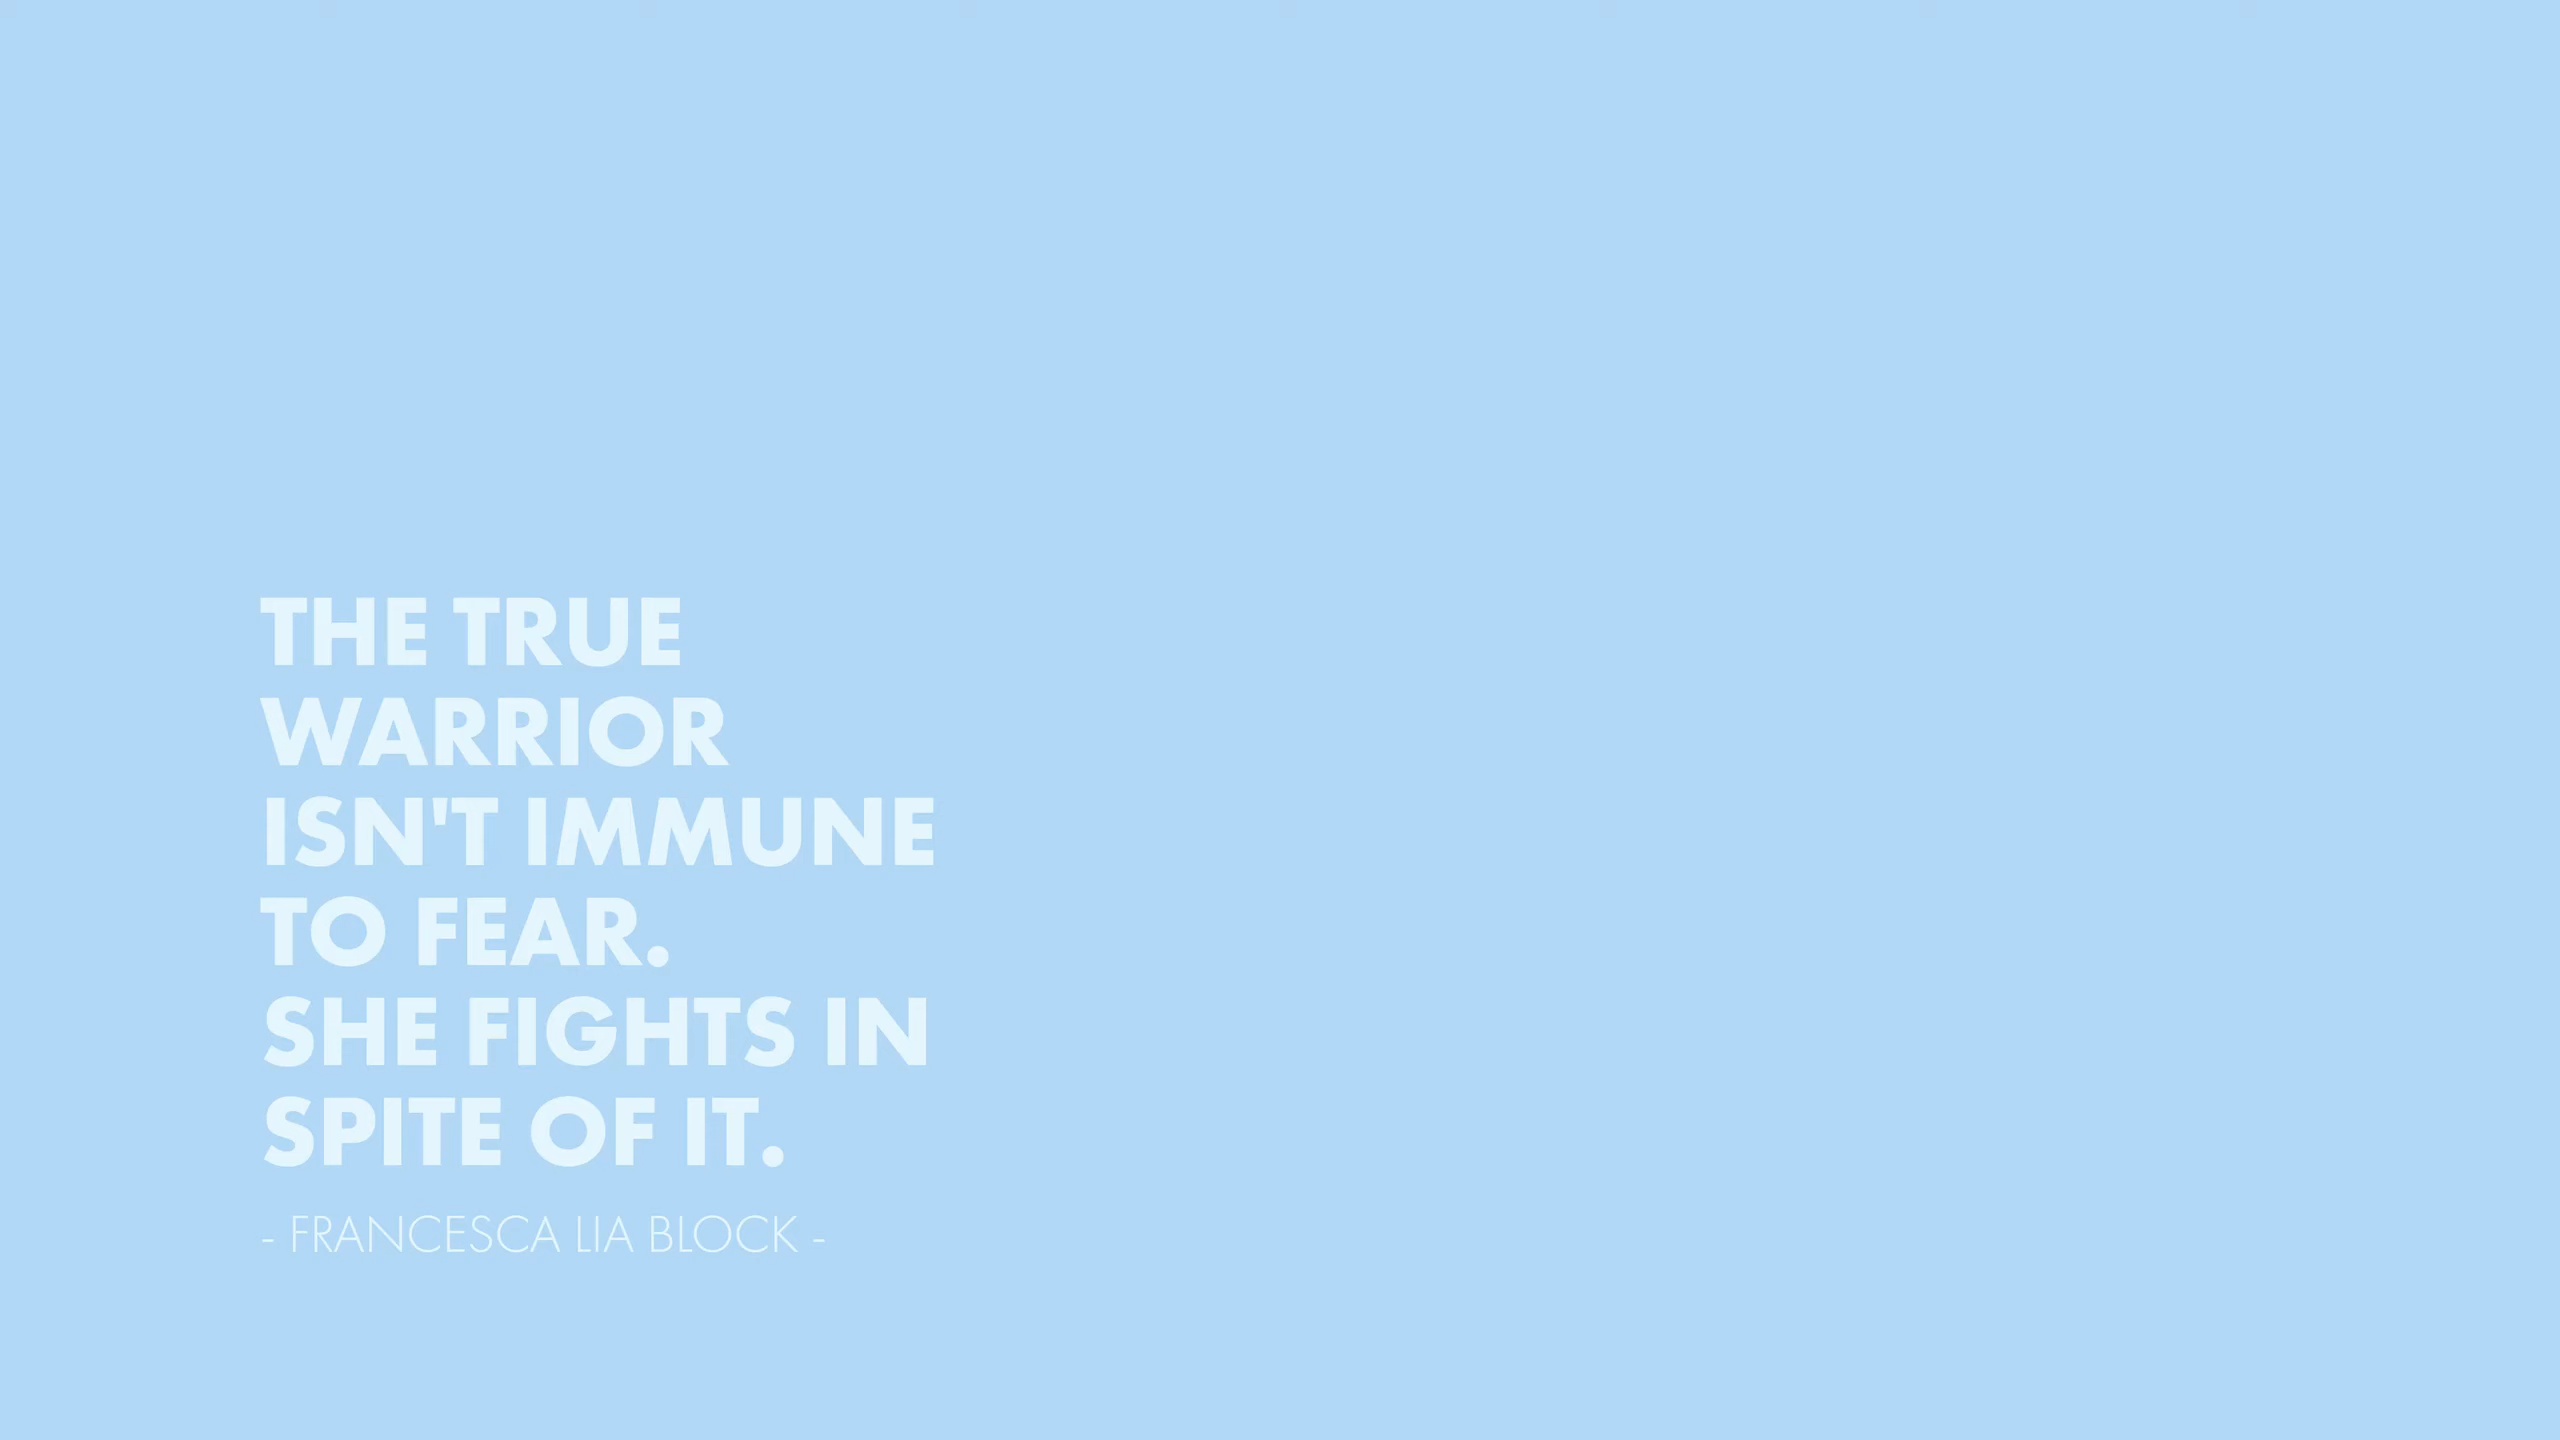 THE TRUE
WARRIOR
ISN'T IMMUNE
TO FEAR.
SHE FIGHTS IN
SPITE OF IT.
- FRANCESCA LIA BLOCK -